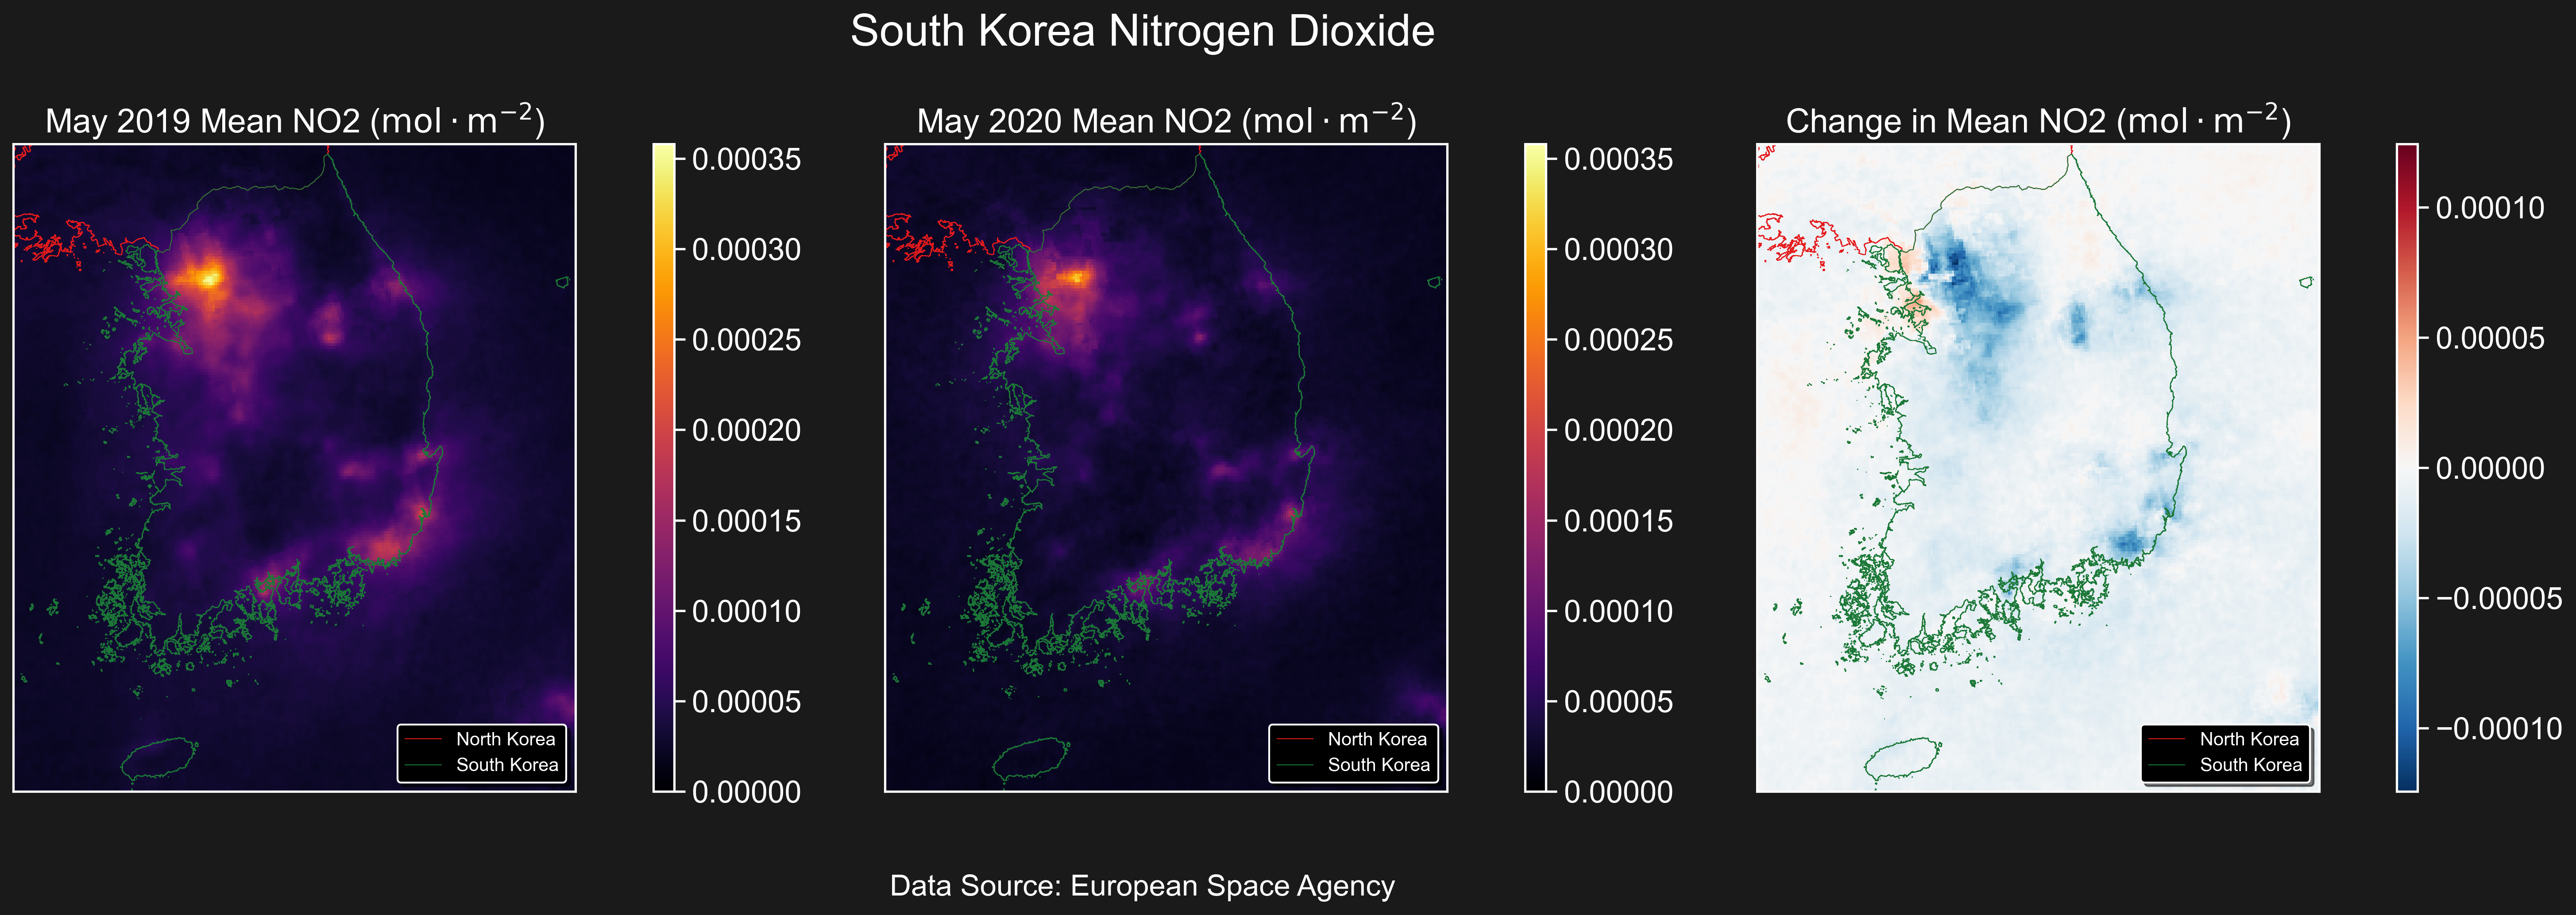 South Korea Nitrogen Dioxide
May 2019 Mean NO2 (mol · m⁻²)
0.00035
0.00030
0.00025
0.00020
0.00015
0.00010
0.00005
0.00000
North Korea
South Korea
May 2020 Mean NO2 (mol · m⁻²)
0.00035
0.00030
0.00025
0.00020
0.00015
0.00010
0.00005
0.00000
North Korea
South Korea
Change in Mean NO2 (mol · m⁻²)
0.00010
0.00005
0.00000
−0.00005
−0.00010
North Korea
South Korea
Data Source: European Space Agency